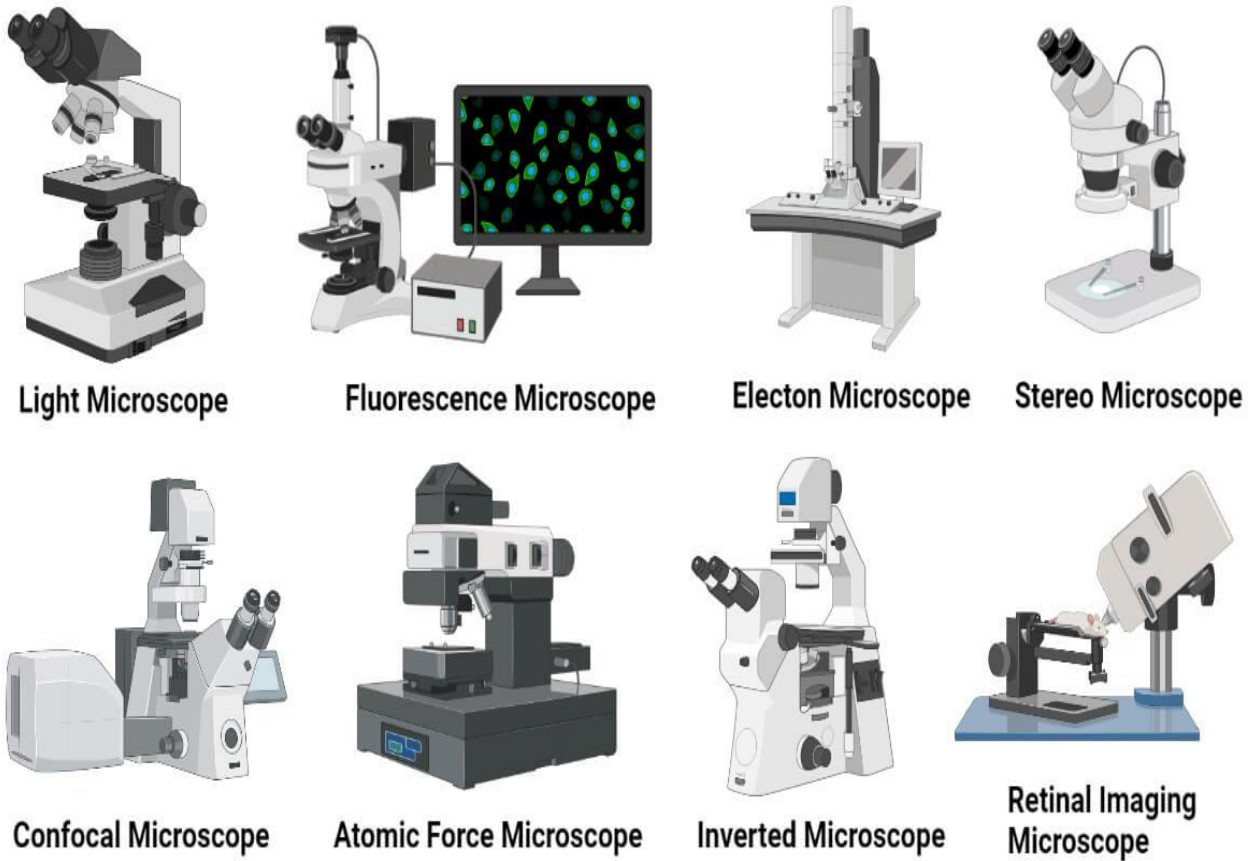 Light Microscope
Fluorescence Microscope
Electon Microscope
Stereo Microscope
Confocal Microscope
Atomic Force Microscope
Inverted Microscope
Retinal Imaging
Microscope